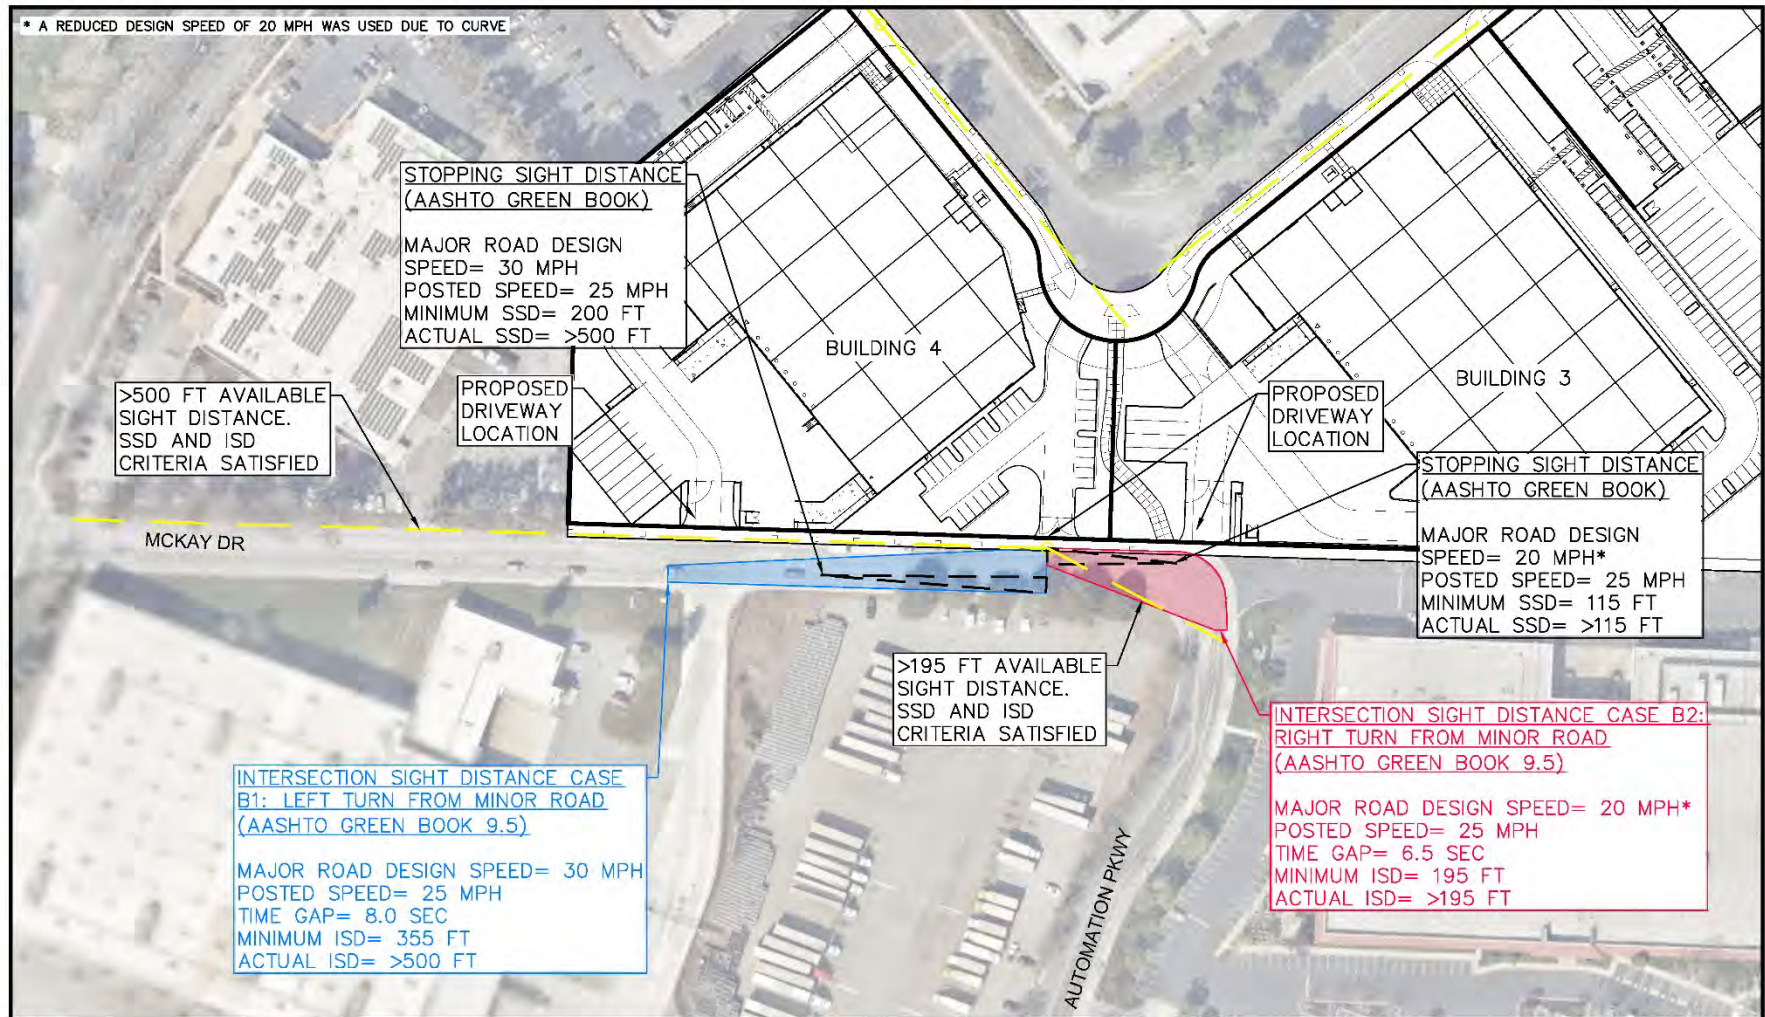 * A REDUCED DESIGN SPEED OF 20 MPH WAS USED DUE TO CURVE
STOPPING SIGHT DISTANCE
(AASHTO GREEN BOOK)
MAJOR ROAD DESIGN
SPEED= 30 MPH
POSTED SPEED= 25 MPH
MINIMUM SSD= 200 FT
ACTUAL SSD= >500 FT
BUILDING 4
BUILDING 3
>500 FT AVAILABLE
SIGHT DISTANCE.
SSD AND ISD
CRITERIA SATISFIED
PROPOSED
DRIVEWAY
LOCATION
PROPOSED
DRIVEWAY
LOCATION
STOPPING SIGHT DISTANCE
(AASHTO GREEN BOOK)
MAJOR ROAD DESIGN
SPEED= 20 MPH*
POSTED SPEED= 25 MPH
MINIMUM SSD= 115 FT
ACTUAL SSD= >115 FT
MCKAY DR
>195 FT AVAILABLE
SIGHT DISTANCE.
SSD AND ISD
CRITERIA SATISFIED
INTERSECTION SIGHT DISTANCE CASE
B1: LEFT TURN FROM MINOR ROAD
(AASHTO GREEN BOOK 9.5)
MAJOR ROAD DESIGN SPEED= 30 MPH
POSTED SPEED= 25 MPH
TIME GAP= 8.0 SEC
MINIMUM ISD= 355 FT
ACTUAL ISD= >500 FT
AUTOMATION PKWY
INTERSECTION SIGHT DISTANCE CASE B2:
RIGHT TURN FROM MINOR ROAD
(AASHTO GREEN BOOK 9.5)
MAJOR ROAD DESIGN SPEED= 20 MPH*
POSTED SPEED= 25 MPH
TIME GAP= 6.5 SEC
MINIMUM ISD= 195 FT
ACTUAL ISD= >195 FT